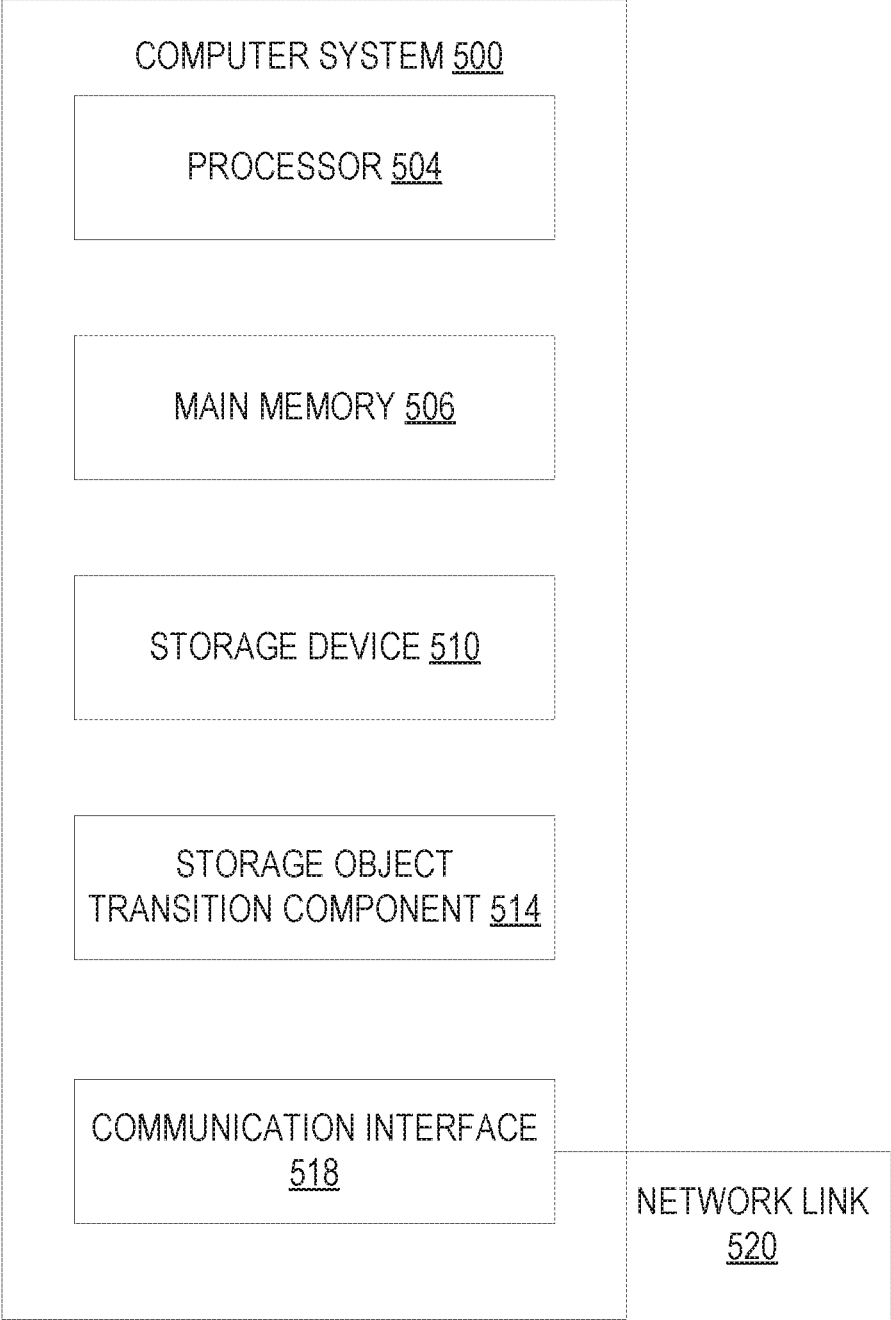 COMPUTER SYSTEM 500
PROCESSOR 504
MAIN MEMORY 506
STORAGE DEVICE 510
STORAGE OBJECT
TRANSITION COMPONENT 514
COMMUNICATION INTERFACE
518
NETWORK LINK
520